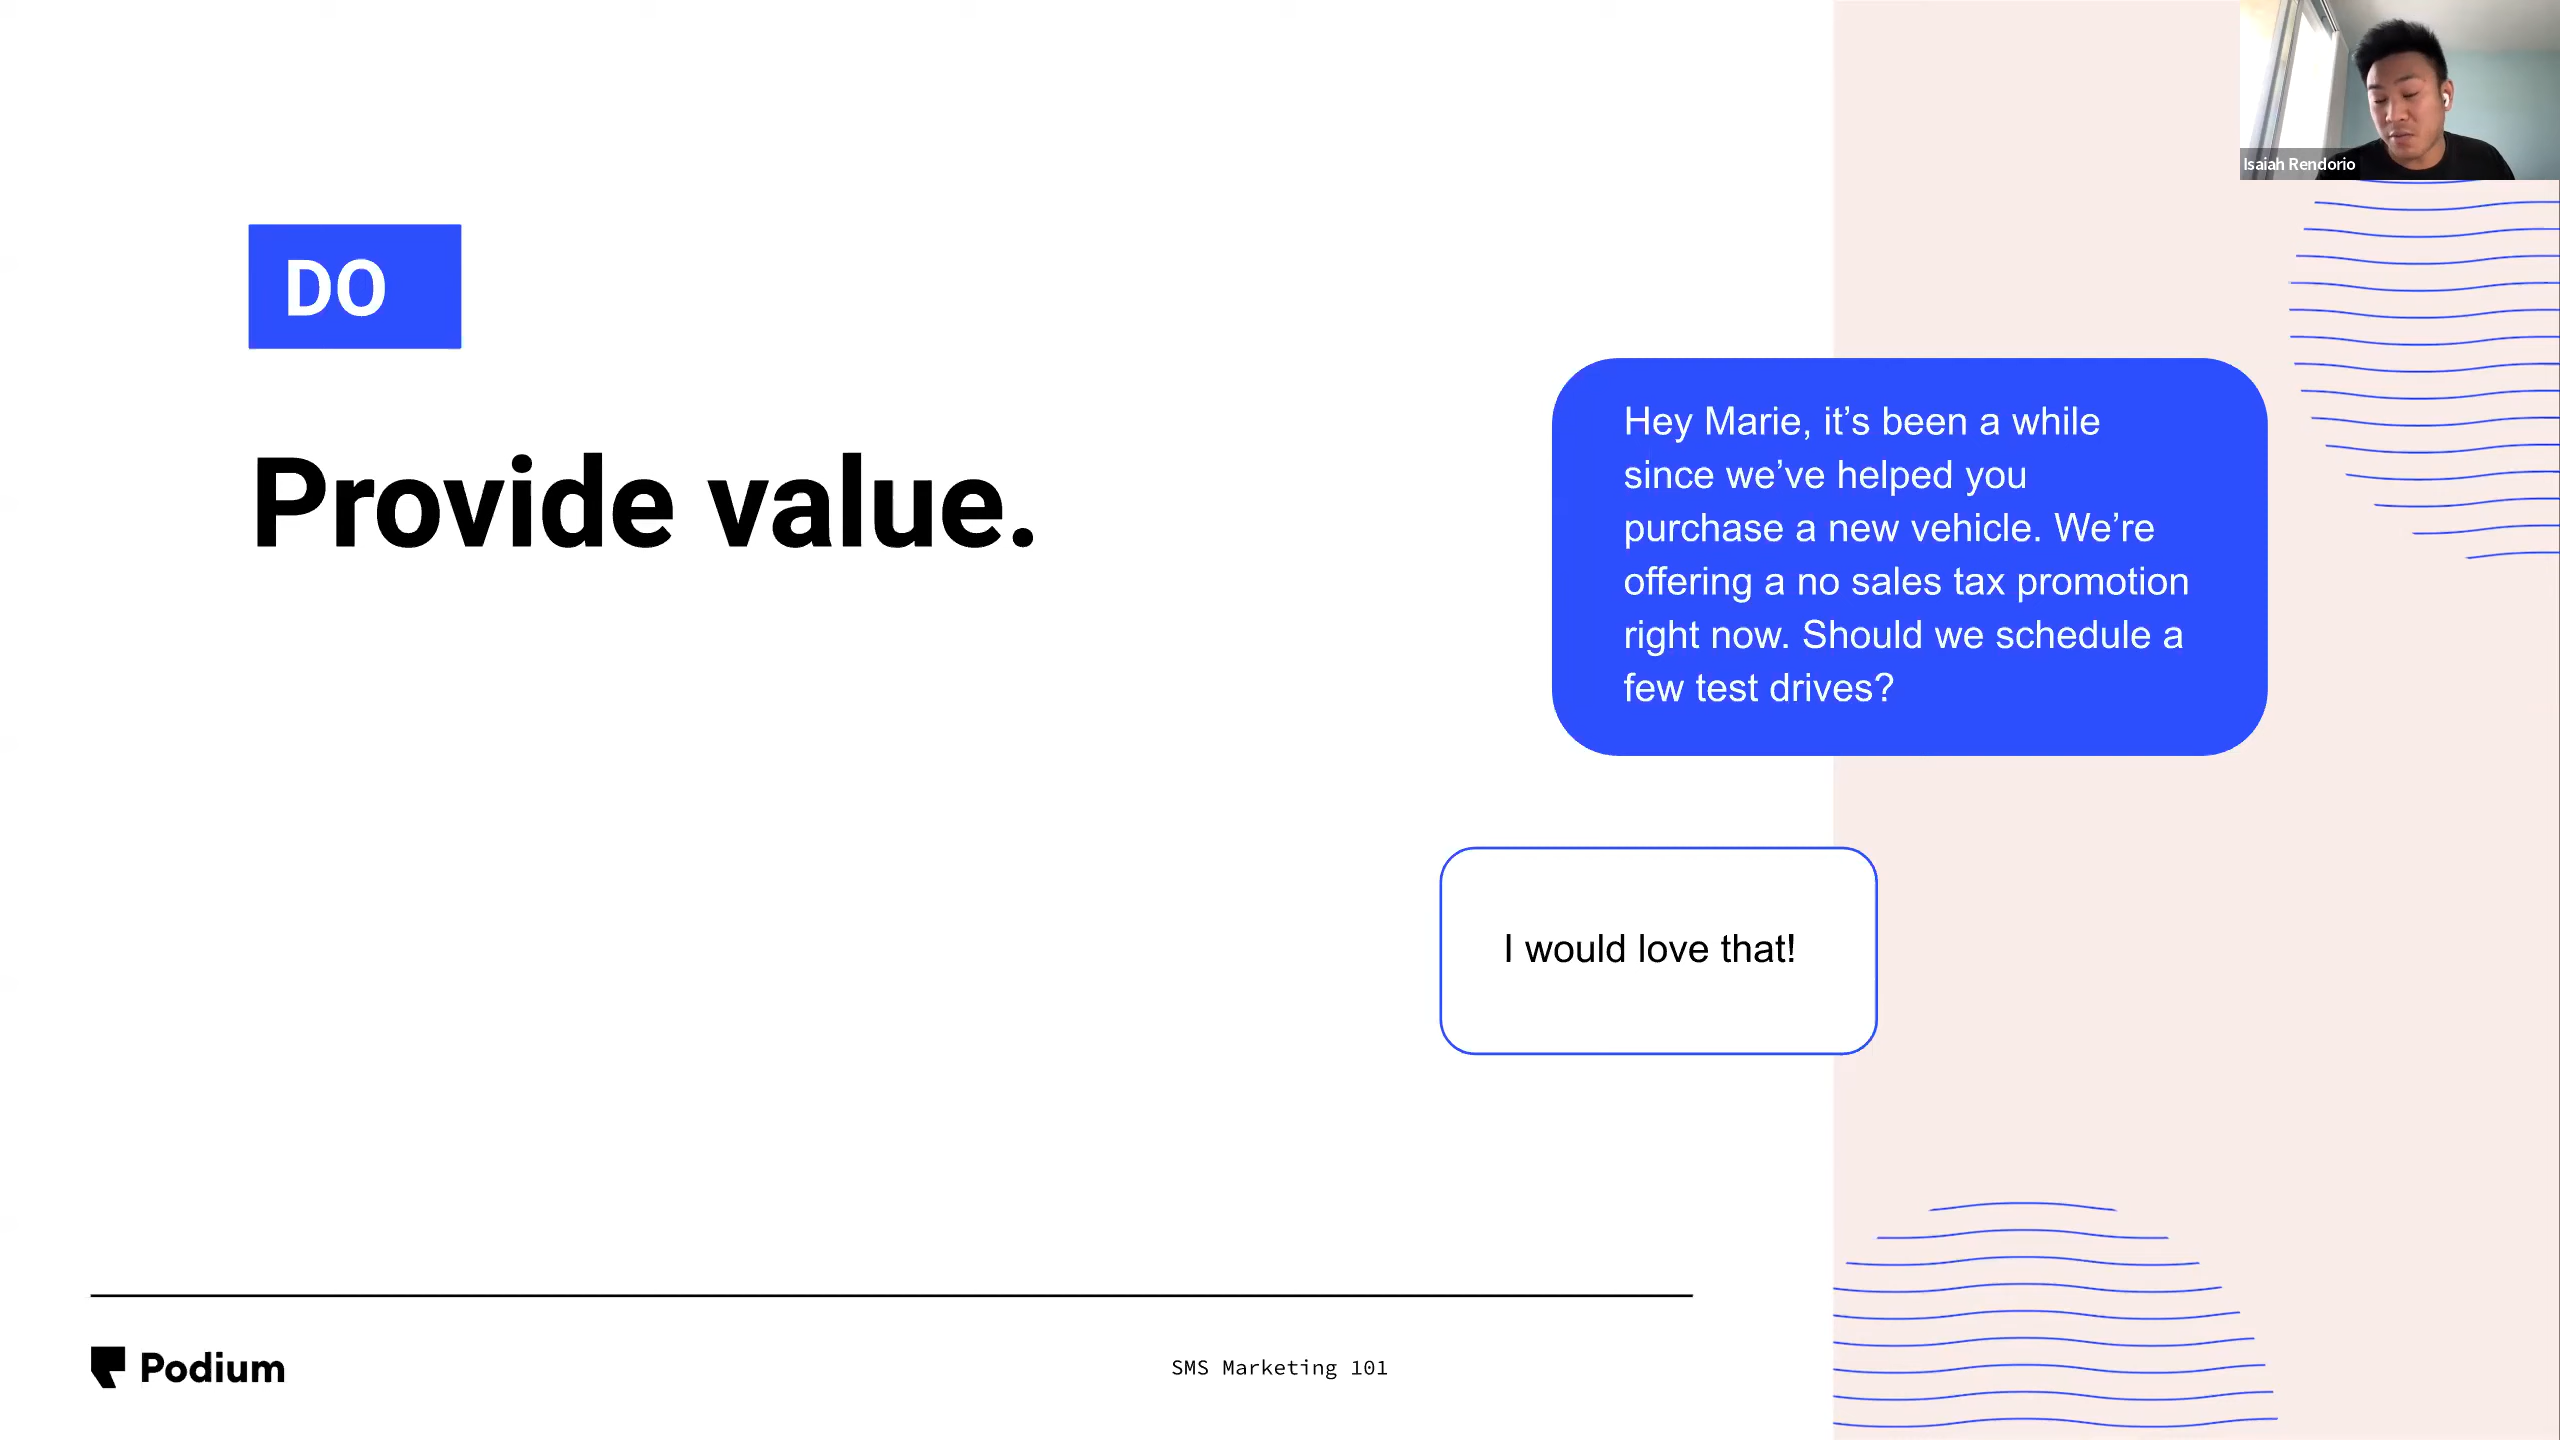 Isaiah Rendorio
DO
Provide value.
Hey Marie, it’s been a while
since we’ve helped you
purchase a new vehicle. We’re
offering a no sales tax promotion
right now. Should we schedule a
few test drives?
I would love that!
Podium
SMS Marketing 101